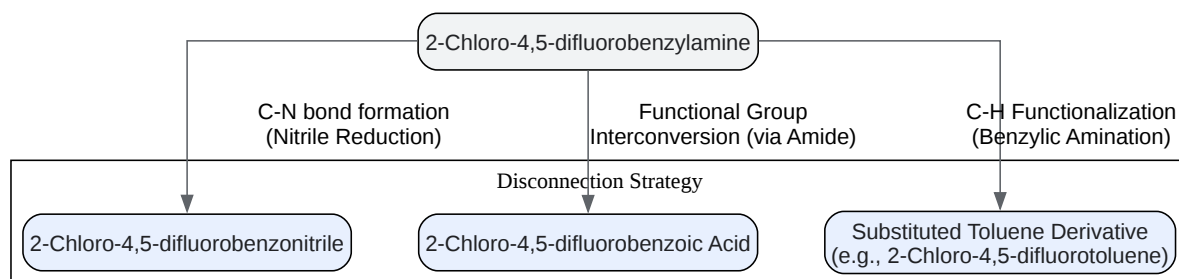 2-Chloro-4,5-difluorobenzylamine
C-N bond formation
(Nitrile Reduction)
Functional Group
Interconversion (via Amide)
C-H Functionalization
(Benzylic Amination)
Disconnection Strategy
2-Chloro-4,5-difluorobenzonitrile
2-Chloro-4,5-difluorobenzoic Acid
Substituted Toluene Derivative
(e.g., 2-Chloro-4,5-difluorotoluene)